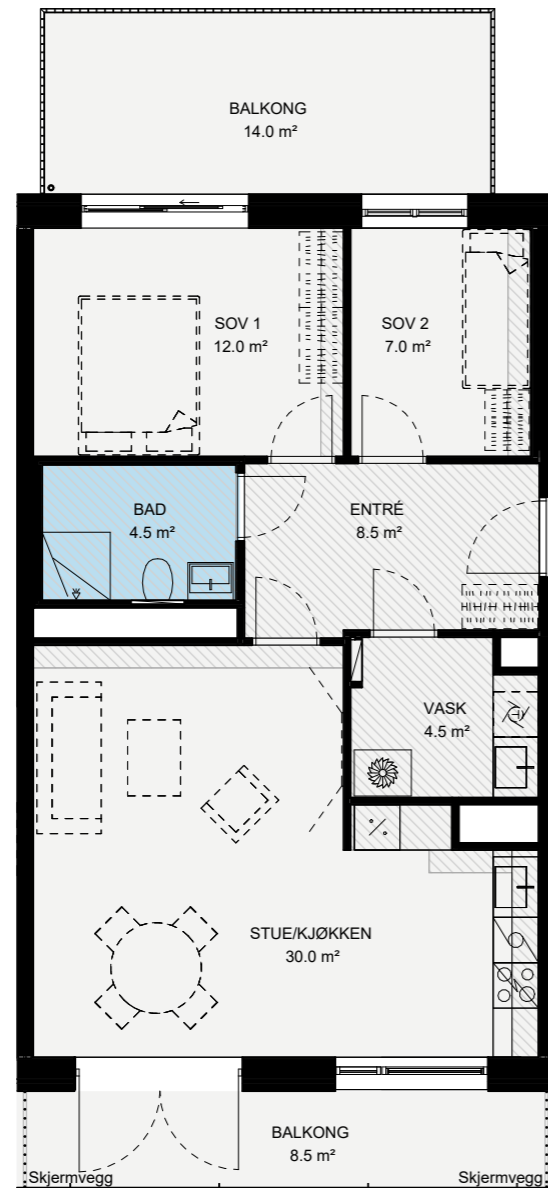 BALKONG
14.0 m²
SOV 1
12.0 m²
SOV 2
7.0 m²
BAD
4.5 m²
ENTRÉ
8.5 m²
VASK
4.5 m²
STUE/KJØKKEN
30.0 m²
BALKONG
8.5 m²
Skjermvegg
Skjermvegg